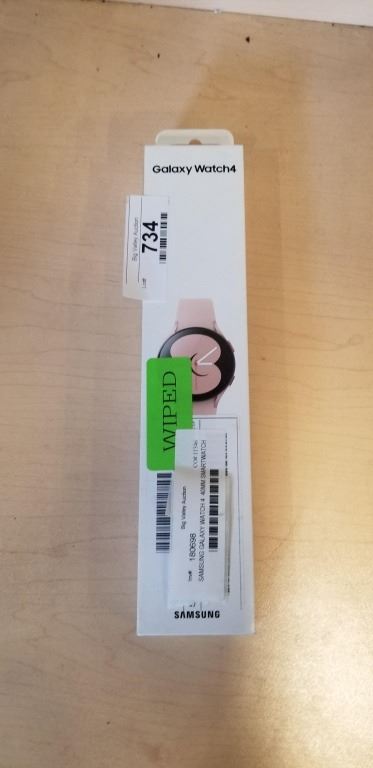 Galaxy Watch4
Big Valley Auction
Lot#
734
WIPED
Big Valley Auction
Inv#
180698
SAMSUNG GALAXY WATCH 4 40MM SMARTWATCH
SAMSUNG